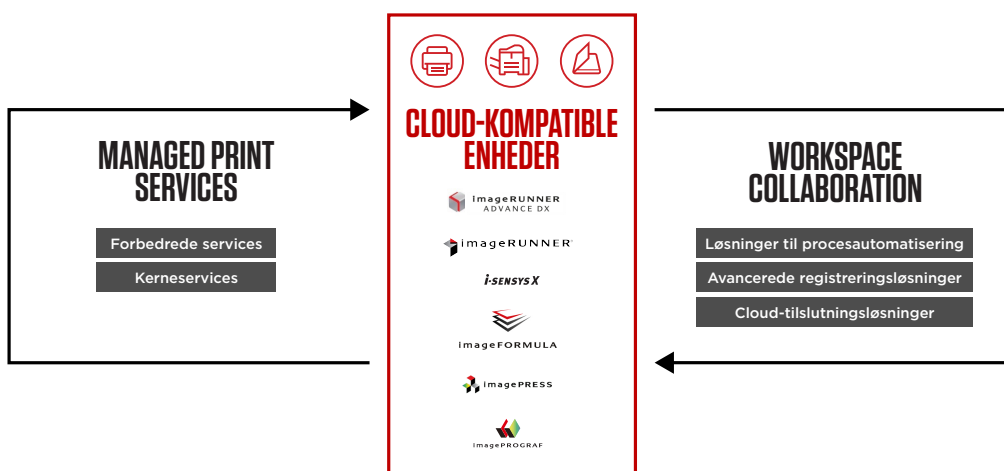 MANAGED PRINT
SERVICES
Forbedrede services
Kerneservices
CLOUD-KOMPATIBLE
ENHEDER
imageRUNNER
ADVANCE DX
imageRUNNER
i-SENSYS X
imageFORMULA
imagePRESS
imagePROGRAF
WORKSPACE
COLLABORATION
Løsninger til procesautomatisering
Avancerede registreringsløsninger
Cloud-tilslutningsløsninger